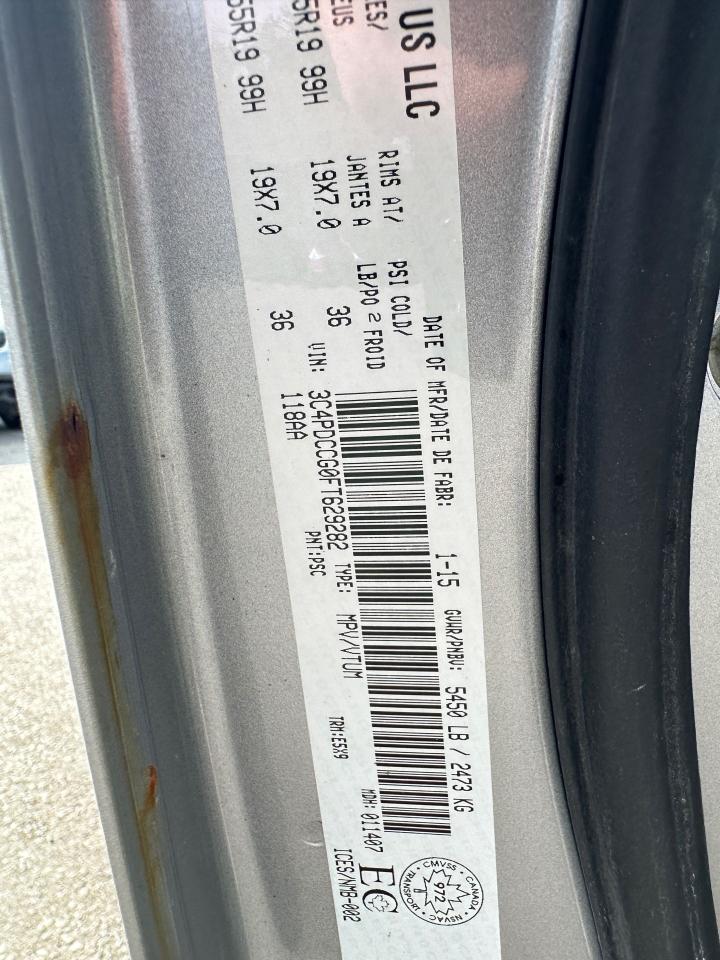 US LLC
DATE OF MFR/DATE DE FABR: 1-15 GVWR/PNBV: 5450 LB / 2473 KG
RIMS AT/ PSI COLD/
JANTES A LB/PO 2 FROID
R19 99H 19X7.0 36
55R19 99H 19X7.0 36
VIN: 3C4PDCCG0FT629282 TYPE: MPV/VTUM MDH: 011407
118AA PNT:PSC TRM:E5X9
EC
ICES/NMB-002
CMVSS • CANADA • NSVAC • TRANSPORT
972